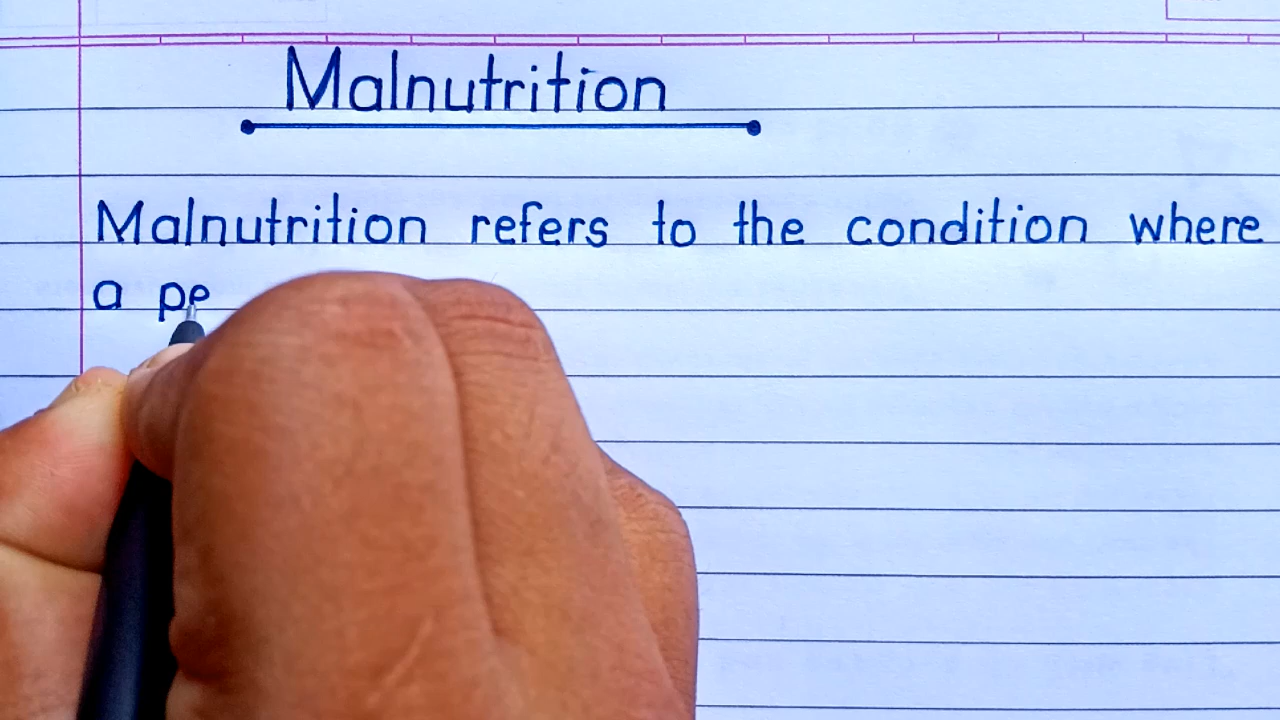 Malnutrition
Malnutrition refers to the condition where
a pe